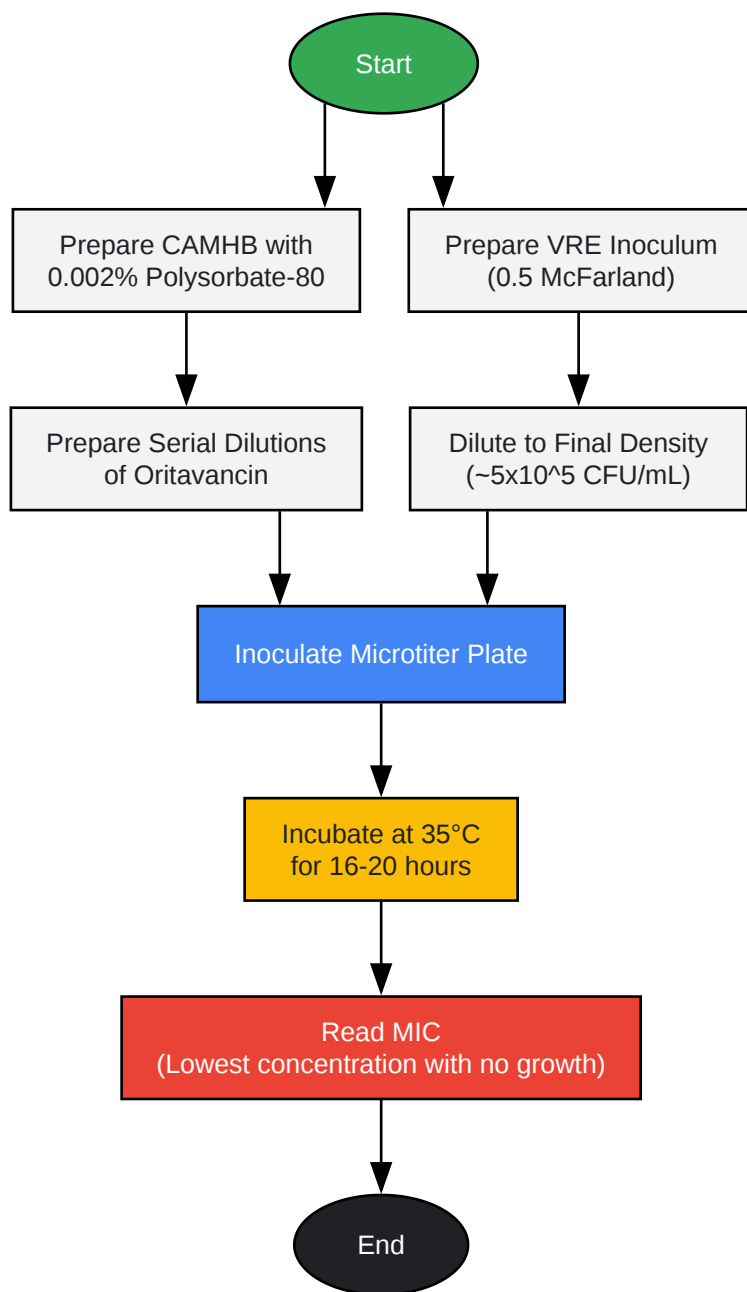 Start
Prepare CAMHB with
0.002% Polysorbate-80
Prepare VRE Inoculum
(0.5 McFarland)
Prepare Serial Dilutions
of Oritavancin
Dilute to Final Density
(~5x10^5 CFU/mL)
Inoculate Microtiter Plate
Incubate at 35°C
for 16-20 hours
Read MIC
(Lowest concentration with no growth)
End